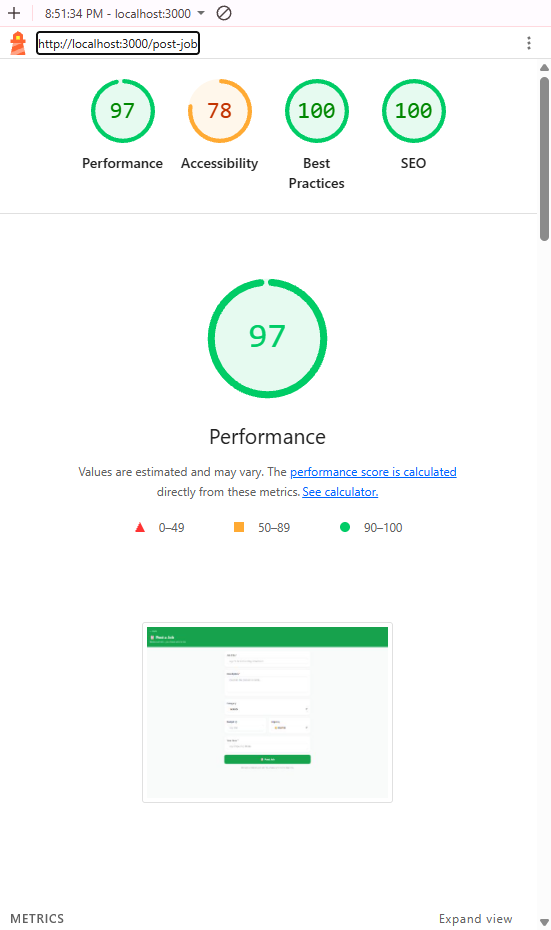 8:51:34 PM - localhost:3000
http://localhost:3000/post-job
97
78
100
100
Performance
Accessibility
Best
Practices
SEO
97
Performance
Values are estimated and may vary. The performance score is calculated
directly from these metrics. See calculator.
0–49
50–89
90–100
Post a Job
METRICS
Expand view